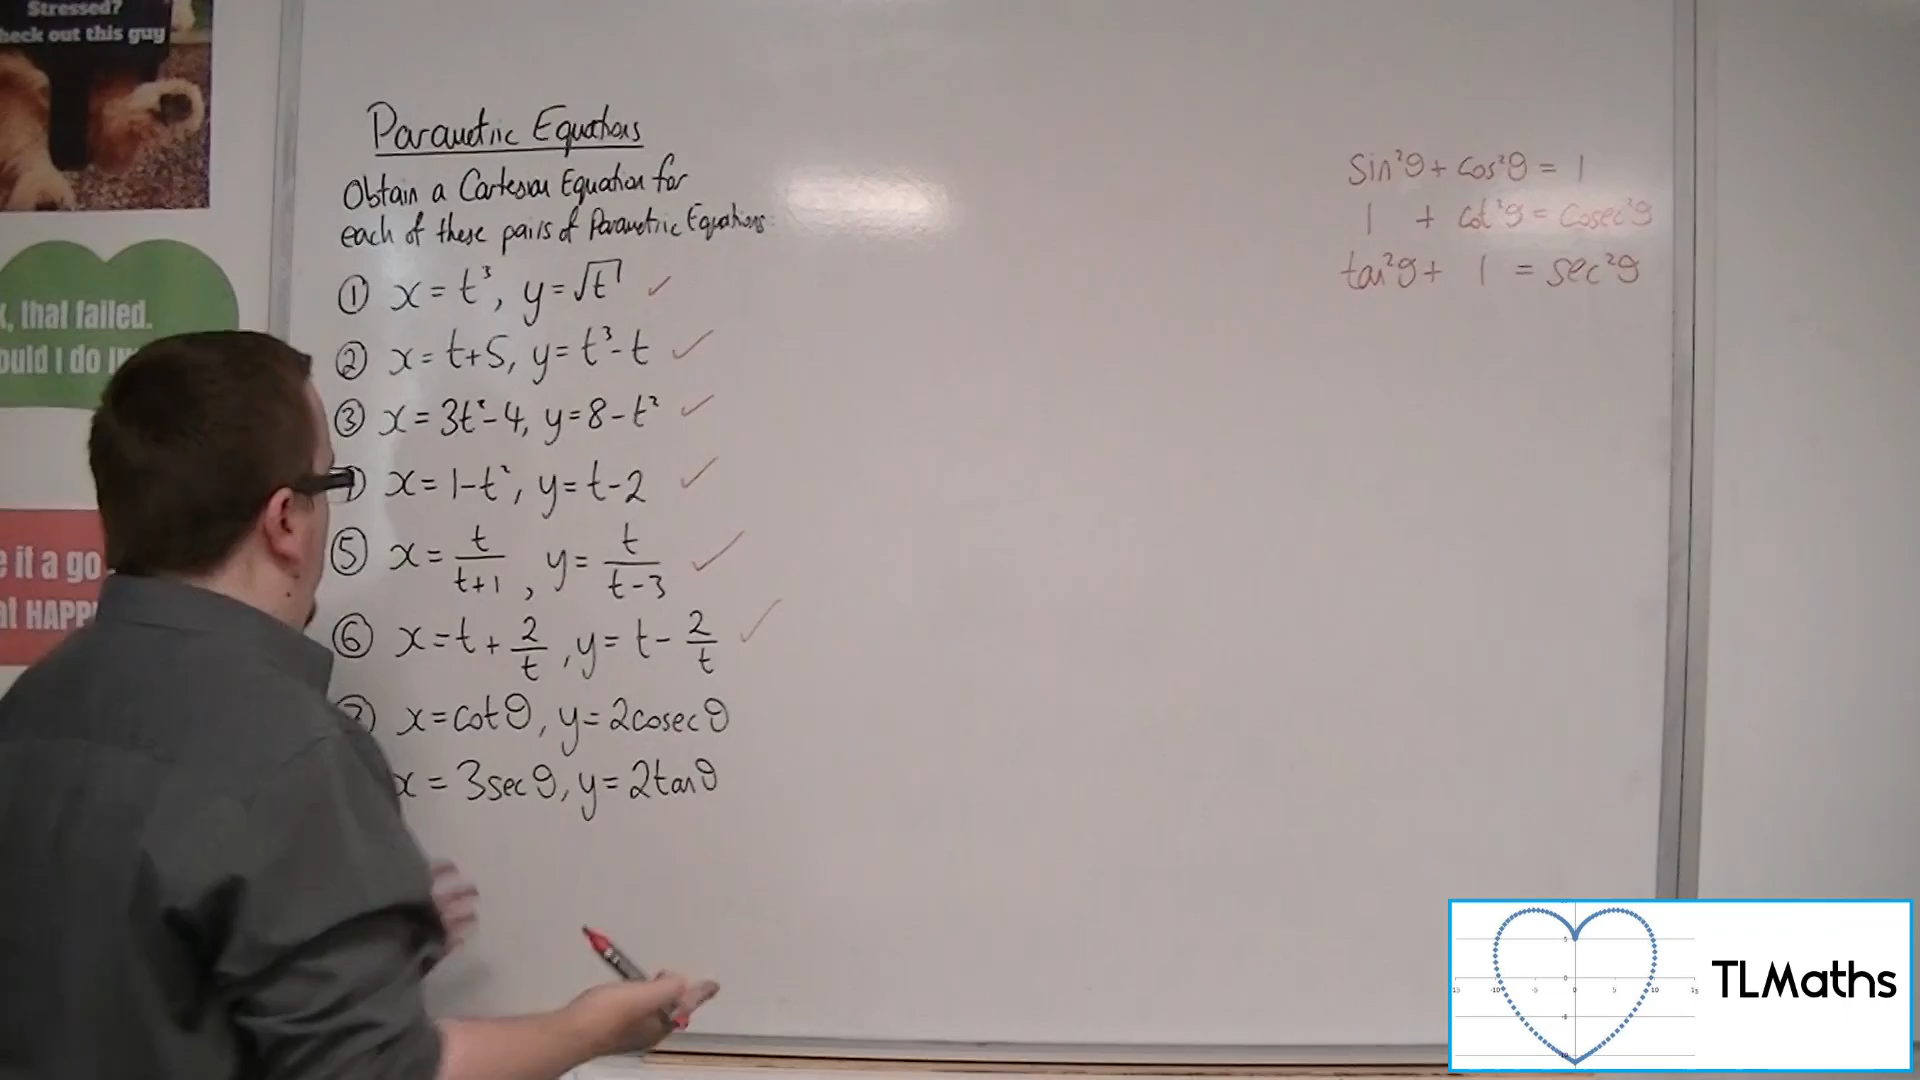 Stressed?
heck out this guy
Parametric Equations
Obtain a Cartesian Equation for
each of these pairs of Parametric Equations:
① x = t³, y = √t ✓
② x = t+5, y = t³-t ✓
③ x = 3t²-4, y = 8-t² ✓
x = 1-t², y = t-2 ✓
⑤ x = t/(t+1), y = t/(t-3) ✓
⑥ x = t + 2/t, y = t - 2/t ✓
x = cotθ, y = 2cosecθ
x = 3secθ, y = 2tanθ
sin²θ + cos²θ = 1
1 + cot²θ = cosec²θ
tan²θ + 1 = sec²θ
, that failed.
ould I do
e it a go
at HAPP
TLMaths